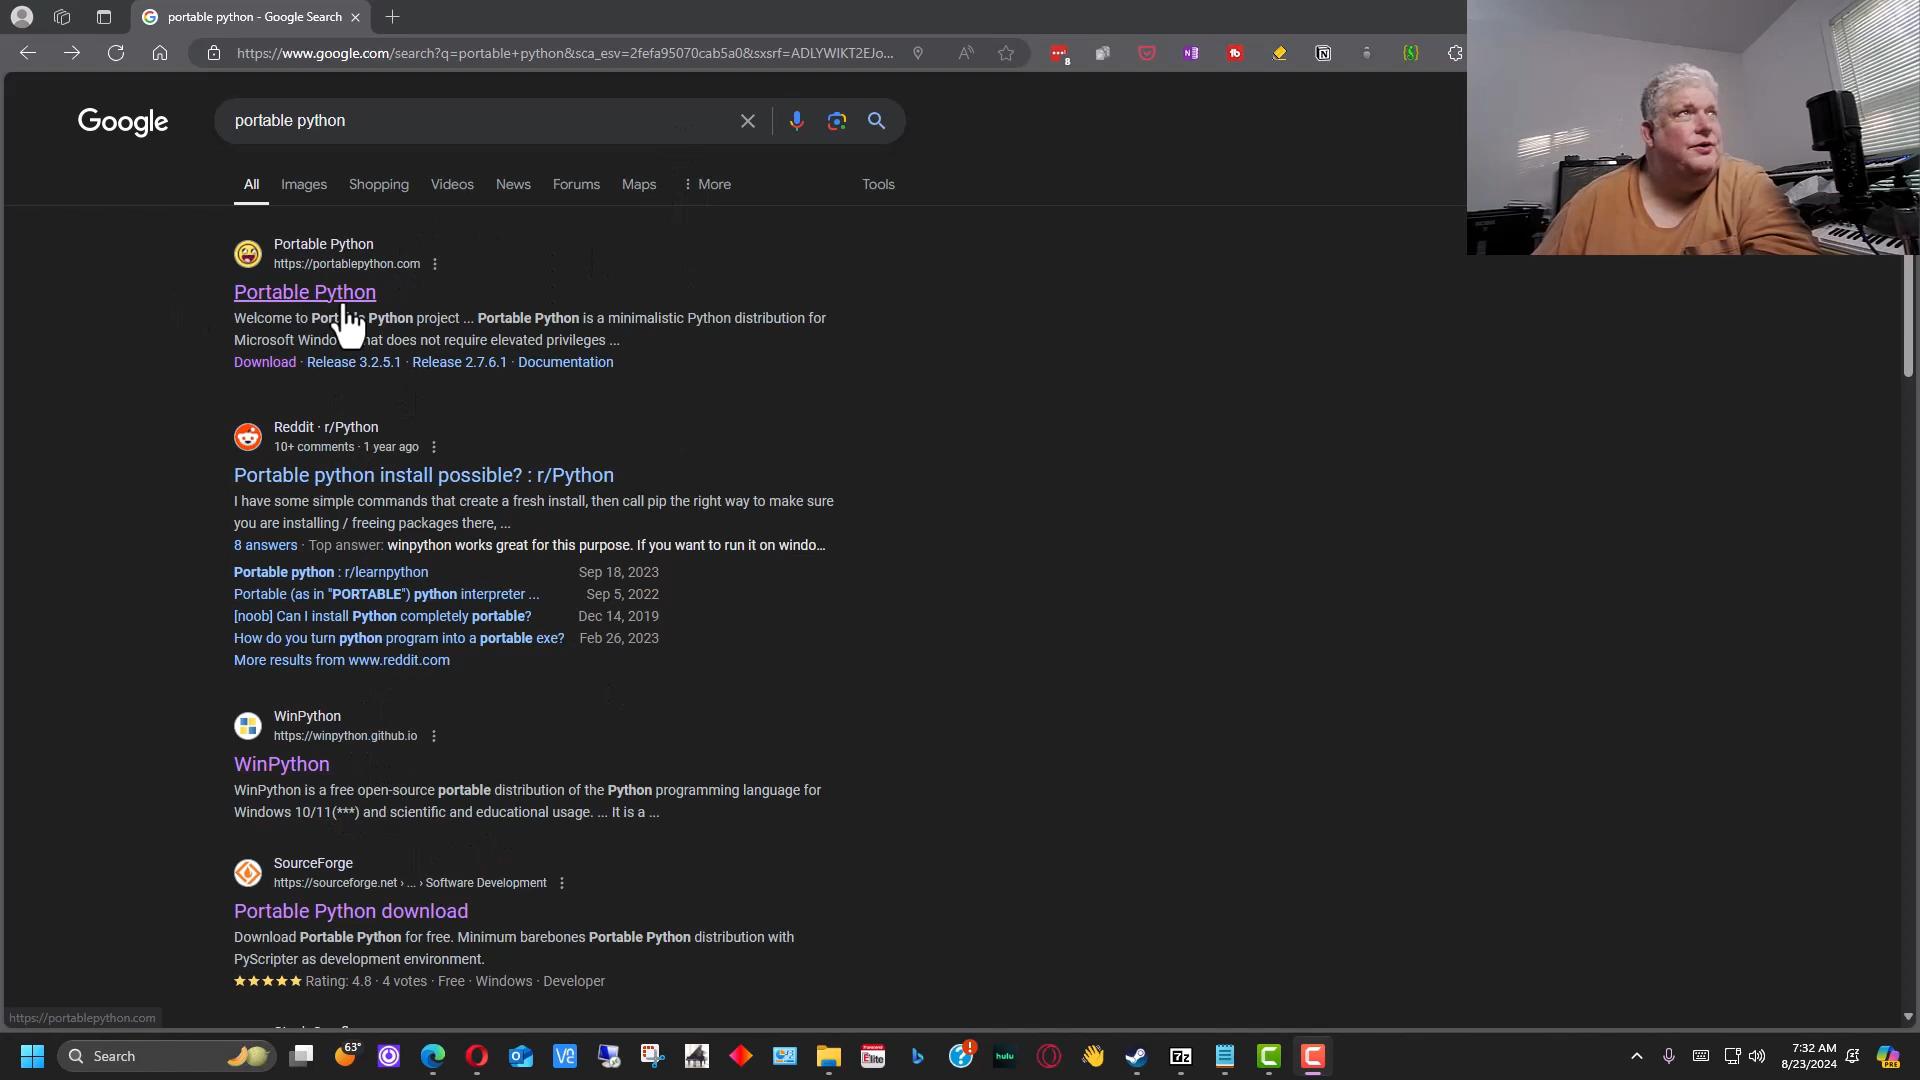 portable python - Google Search
https://www.google.com/search?q=portable+python&sca_esv=2fefa95070cab5a0&sxsrf=ADLYWIKT2EJo...
8
Google
portable python
All
Images
Shopping
Videos
News
Forums
Maps
More
Tools
Portable Python
https://portablepython.com
Portable Python
Welcome to Python project ... Portable Python is a minimalistic Python distribution for
Microsoft that does not require elevated privileges ...
Download · Release 3.2.5.1 · Release 2.7.6.1 · Documentation
Reddit · r/Python
10+ comments · 1 year ago
Portable python install possible? : r/Python
I have some simple commands that create a fresh install, then call pip the right way to make sure
you are installing / freeing packages there, ...
8 answers · Top answer: winpython works great for this purpose. If you want to run it on windo...
Portable python : r/learnpython Sep 18, 2023
Portable (as in "PORTABLE") python interpreter ... Sep 5, 2022
[noob] Can I install Python completely portable? Dec 14, 2019
How do you turn python program into a portable exe? Feb 26, 2023
More results from www.reddit.com
WinPython
https://winpython.github.io
WinPython
WinPython is a free open-source portable distribution of the Python programming language for
Windows 10/11(***) and scientific and educational usage. ... It is a ...
SourceForge
https://sourceforge.net › ... › Software Development
Portable Python download
Download Portable Python for free. Minimum barebones Portable Python distribution with
PyScripter as development environment.
Rating: 4.8 · 4 votes · Free · Windows · Developer
https://portablepython.com
Search
63°
hulu
7z
7:32 AM
8/23/2024
PRE